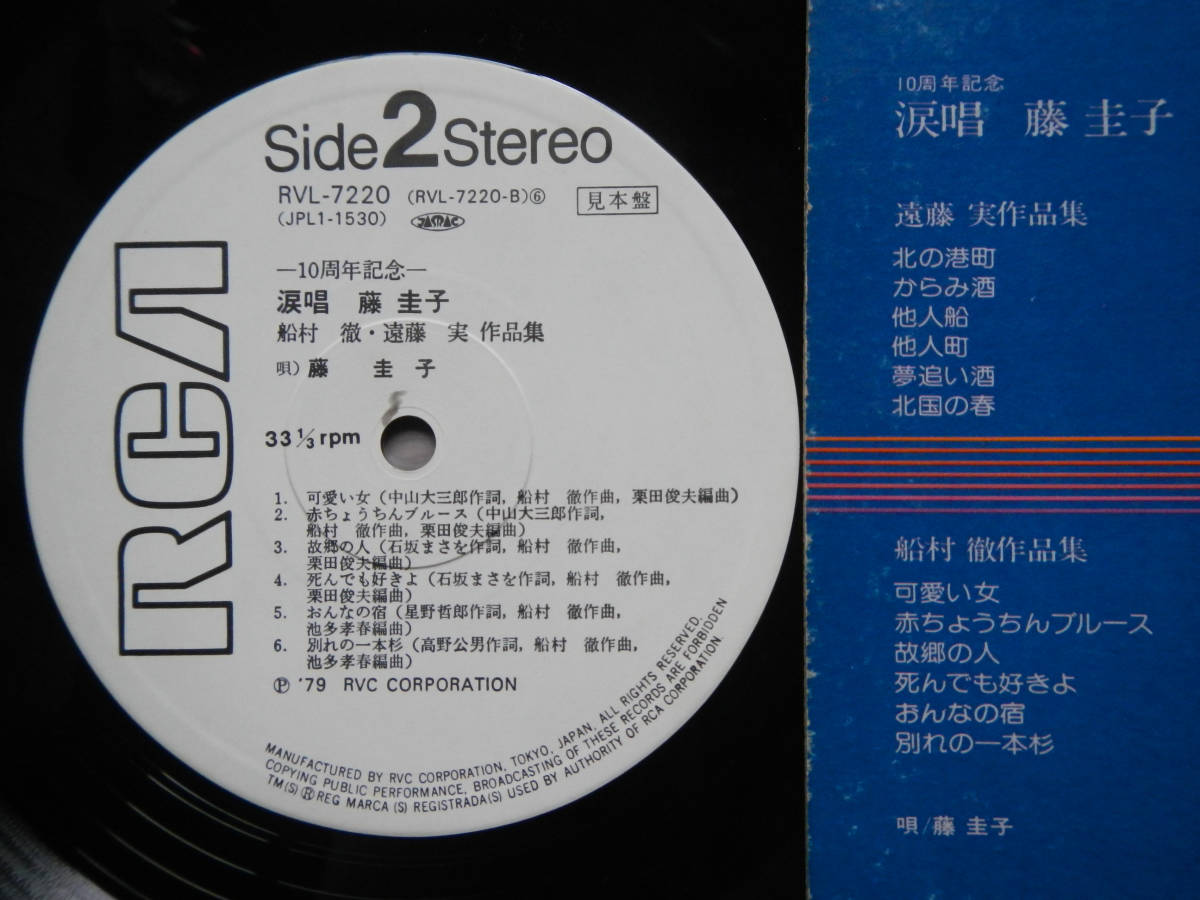 Side 2 Stereo
RVL-7220 (RVL-7220-B)⑥
(JPL1-1530) JASRAC
見本盤
RCA
—10周年記念—
涙唱 藤 圭子
船村 徹・遠藤 実 作品集
唄) 藤 圭子
33 1/3 rpm
1. 可愛い女 (中山大三郎作詞, 船村 徹作曲, 栗田俊夫編曲)
2. 赤ちょうちんブルース (中山大三郎作詞,
船村 徹作曲, 栗田俊夫編曲)
3. 故郷の人 (石坂まさを作詞, 船村 徹作曲,
栗田俊夫編曲)
4. 死んでも好きよ (石坂まさを作詞, 船村 徹作曲,
栗田俊夫編曲)
5. おんなの宿 (星野哲郎作詞, 船村 徹作曲,
池多孝春編曲)
6. 別れの一本杉 (高野公男作詞, 船村 徹作曲,
池多孝春編曲)
℗ '79 RVC CORPORATION
MANUFACTURED BY RVC CORPORATION, TOKYO, JAPAN. ALL RIGHTS RESERVED.
COPYING PUBLIC PERFORMANCE, BROADCASTING OF THESE RECORDS ARE FORBIDDEN
TM(S) ® REG MARCA (S) REGISTRADA(S) USED BY AUTHORITY OF RCA CORPORATION.
10周年記念
涙唱 藤 圭子
遠藤 実作品集
北の港町
からみ酒
他人船
他人町
夢追い酒
北国の春
船村 徹作品集
可愛い女
赤ちょうちんブルース
故郷の人
死んでも好きよ
おんなの宿
別れの一本杉
唄/藤 圭子